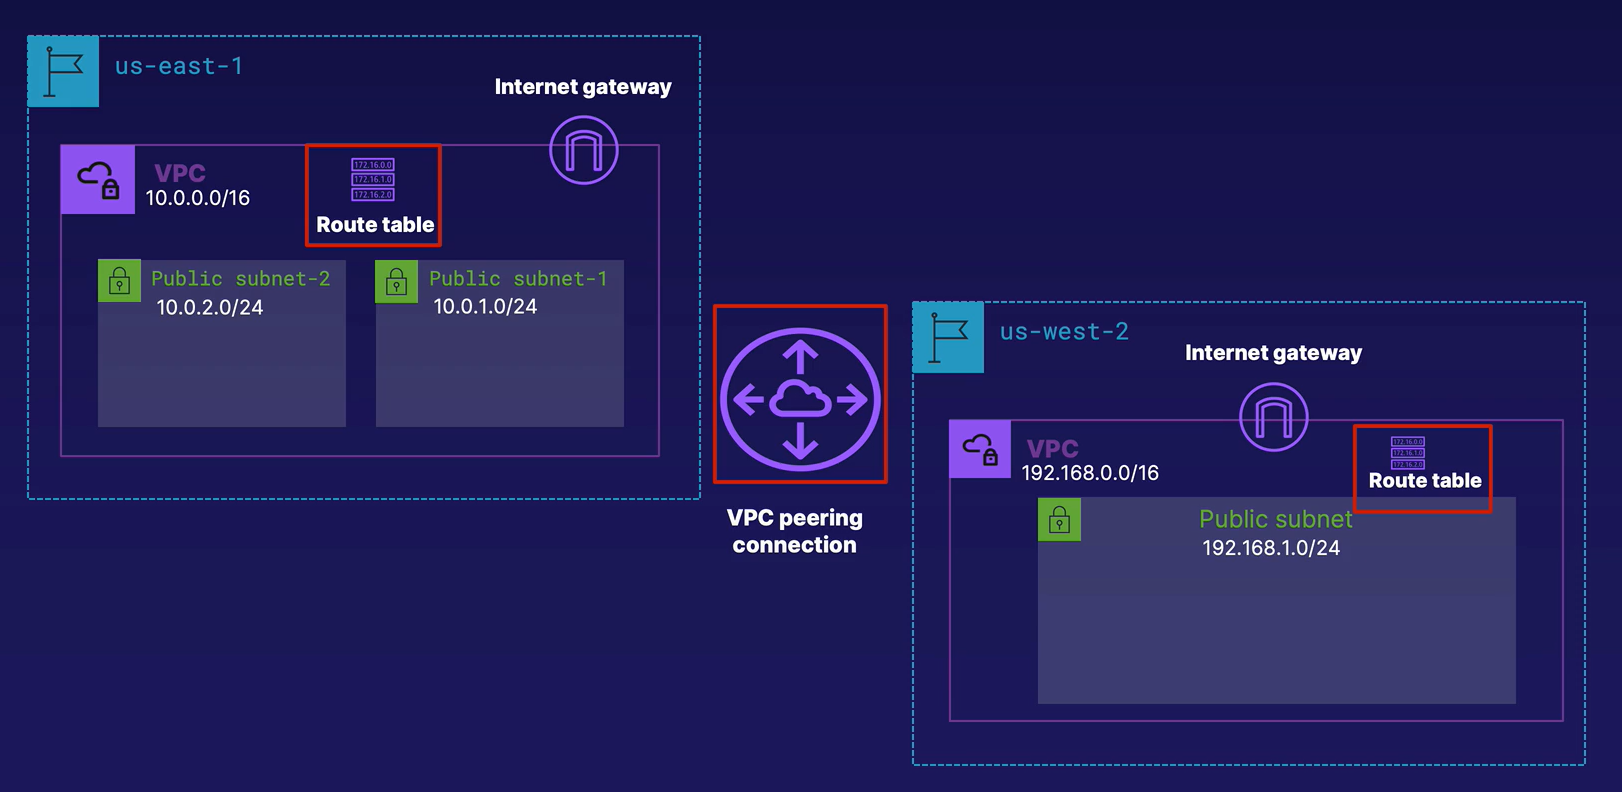 us-east-1
Internet gateway
VPC
10.0.0.0/16
172.16.0.0
172.16.1.0
172.16.2.0
Route table
Public subnet-2
10.0.2.0/24
Public subnet-1
10.0.1.0/24
VPC peering
connection
us-west-2
Internet gateway
VPC
192.168.0.0/16
172.16.0.0
172.16.1.0
172.16.2.0
Route table
Public subnet
192.168.1.0/24